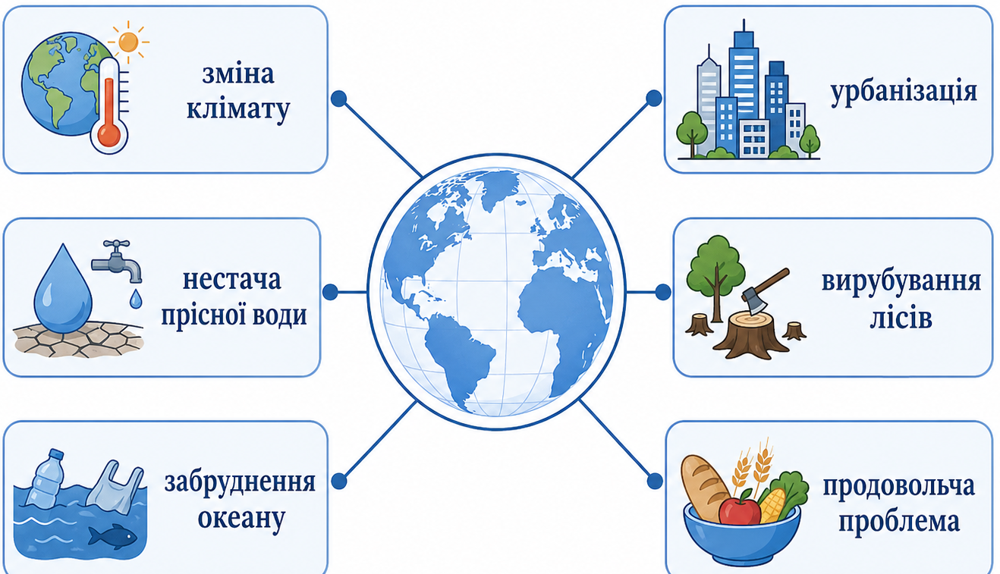 зміна
клімату
урбанізація
нестача
прісної води
вирубування
лісів
забруднення
океану
продовольча
проблема